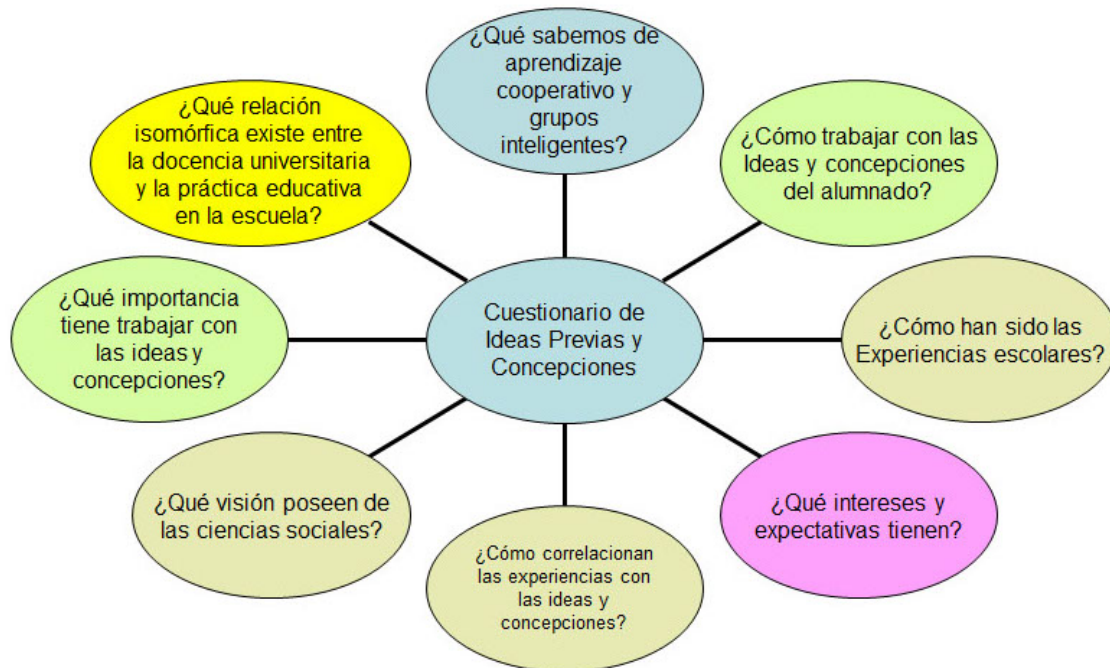 ¿Qué sabemos de
aprendizaje
cooperativo y
grupos
inteligentes?
¿Qué relación
isomórfica existe entre
la docencia universitaria
y la práctica educativa
en la escuela?
¿Cómo trabajar con las
Ideas y concepciones
del alumnado?
¿Qué importancia
tiene trabajar con
las ideas y
concepciones?
Cuestionario de
Ideas Previas y
Concepciones
¿Cómo han sido las
Experiencias escolares?
¿Qué visión poseen de
las ciencias sociales?
¿Cómo correlacionan
las experiencias con
las ideas y
concepciones?
¿Qué intereses y
expectativas tienen?